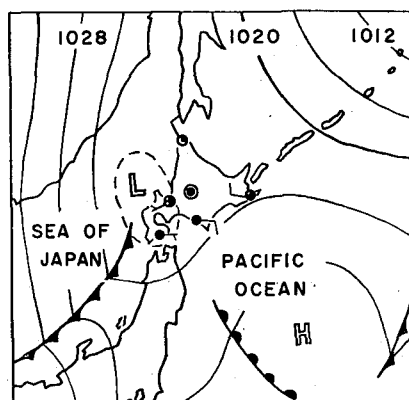 1028 1020 1012
L
SEA OF
JAPAN
PACIFIC
OCEAN
H